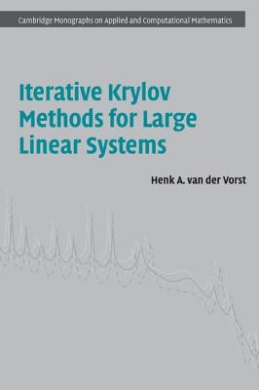 Cambridge Monographs on Applied and Computational Mathematics
Iterative Krylov
Methods for Large
Linear Systems
Henk A. van der Vorst